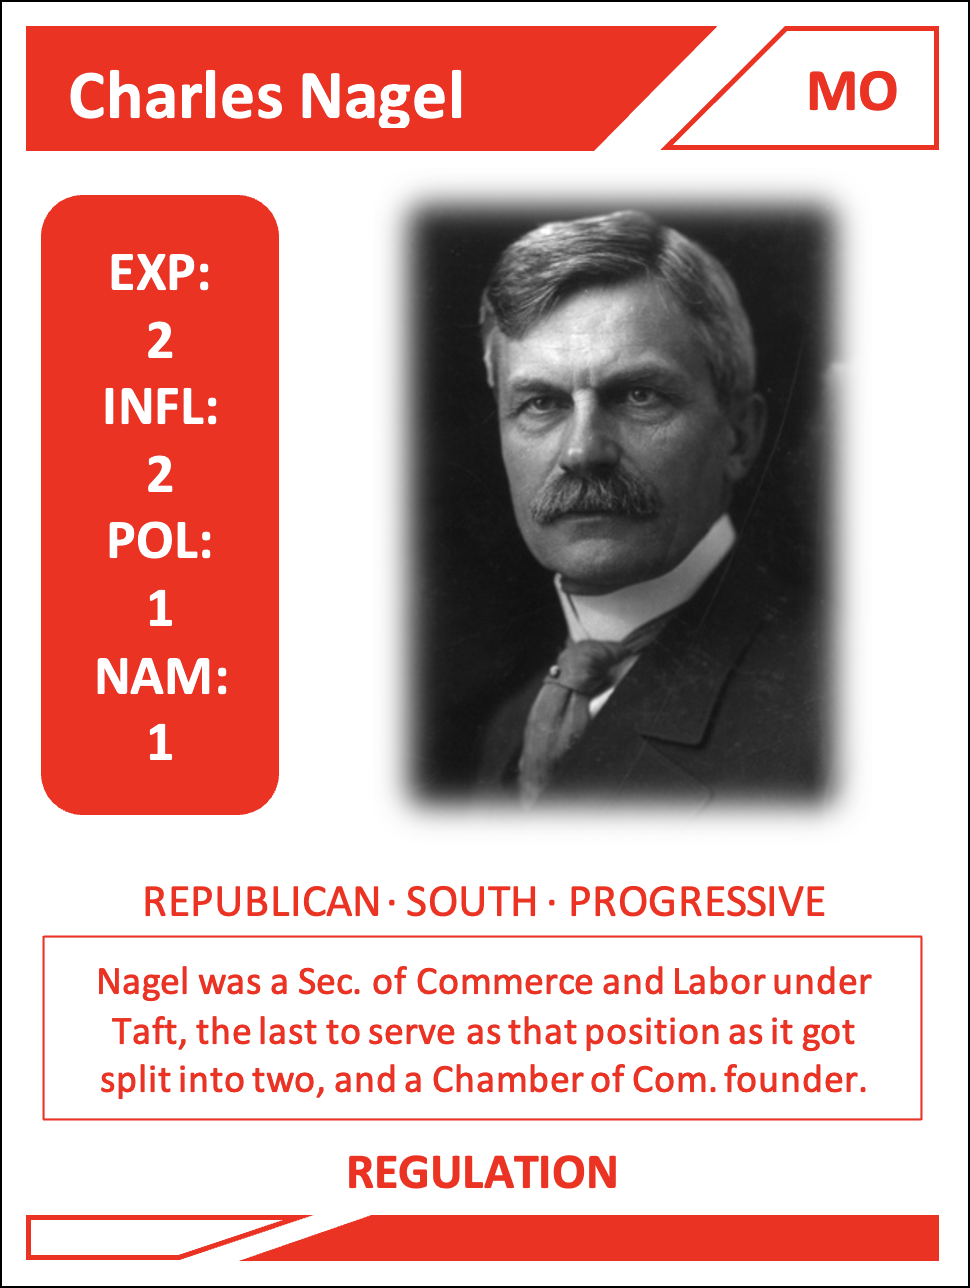 Charles Nagel
MO
EXP:
2
INFL:
2
POL:
1
NAM:
1
REPUBLICAN · SOUTH · PROGRESSIVE
Nagel was a Sec. of Commerce and Labor under
Taft, the last to serve as that position as it got
split into two, and a Chamber of Com. founder.
REGULATION